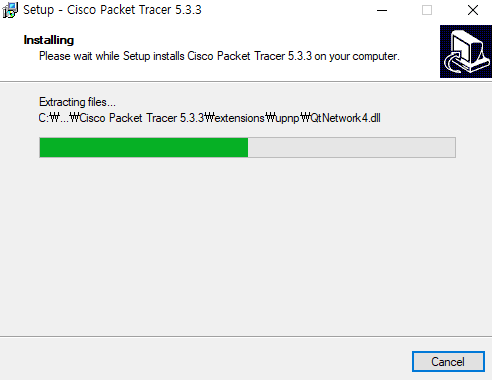 Setup - Cisco Packet Tracer 5.3.3
Installing
Please wait while Setup installs Cisco Packet Tracer 5.3.3 on your computer.
Extracting files...
C:₩...₩Cisco Packet Tracer 5.3.3₩extensions₩upnp₩QtNetwork4.dll
Cancel